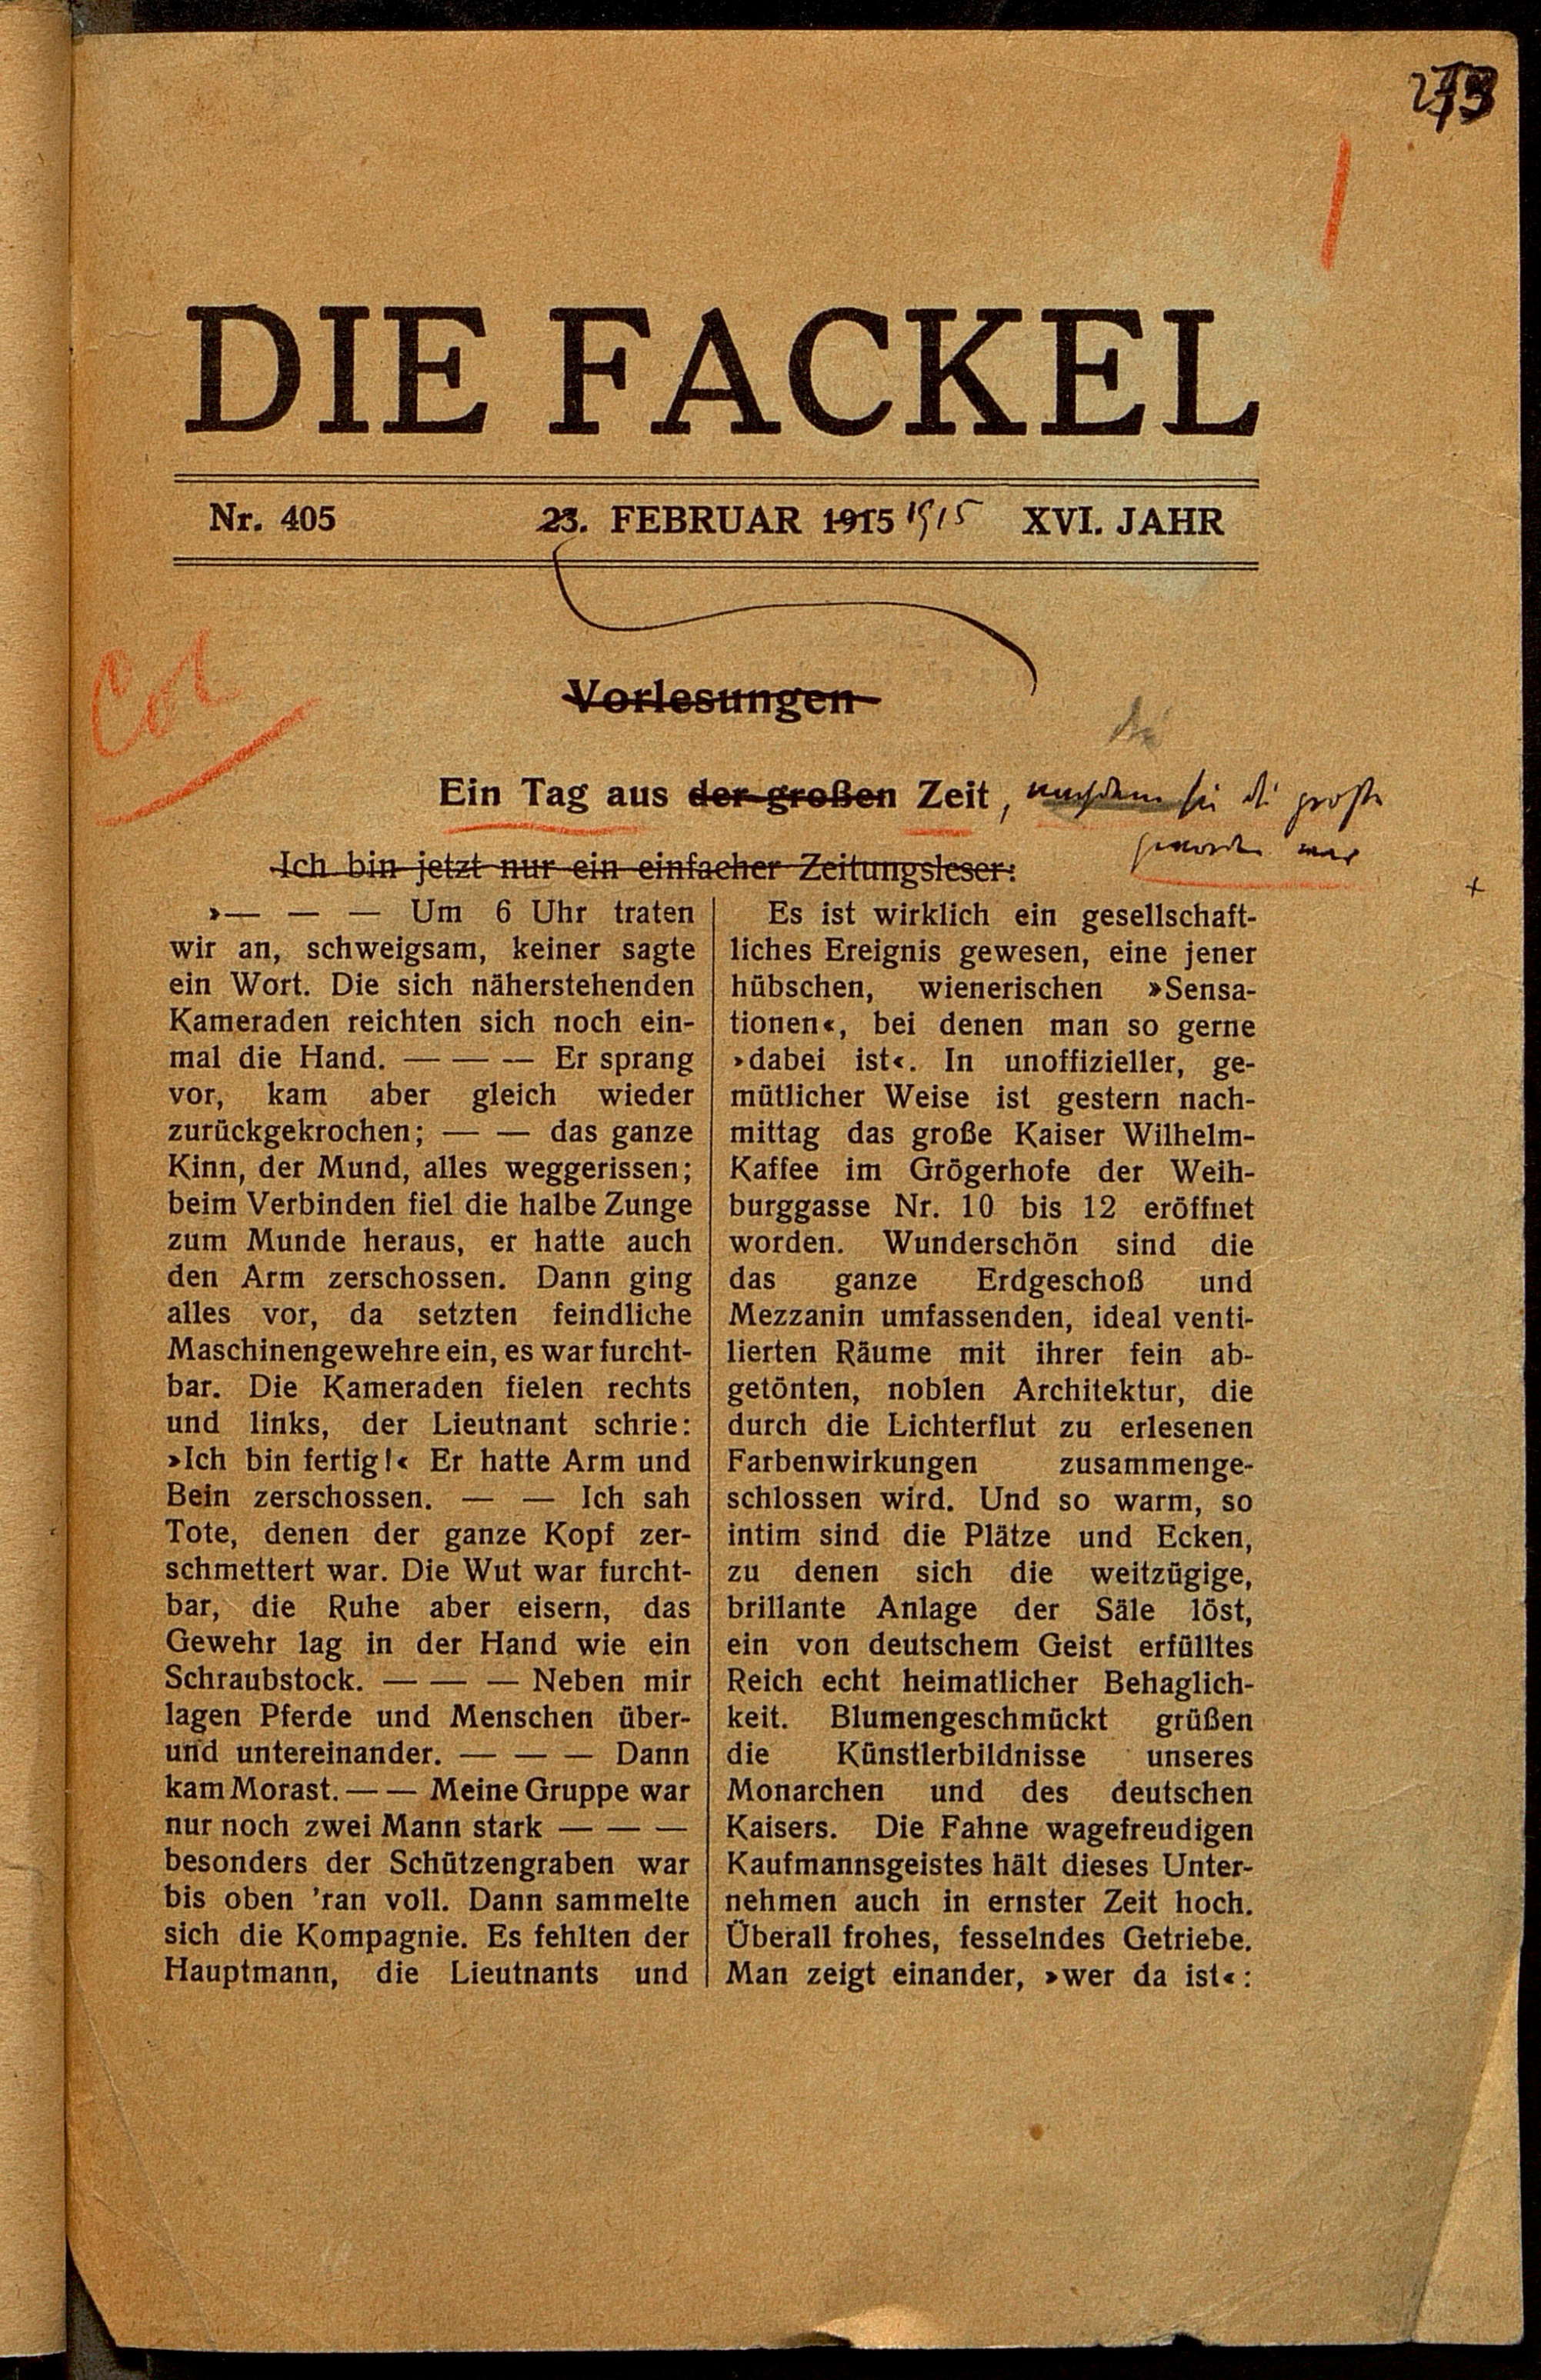 273
DIE FACKEL
Nr. 405 23. FEBRUAR 1915 1915 XVI. JAHR
Cor
Vorlesungen
die
Ein Tag aus der großen Zeit, sie die große
geworden war
Ich bin jetzt nur ein einfacher Zeitungsleser:
»— — — Um 6 Uhr traten
wir an, schweigsam, keiner sagte
ein Wort. Die sich näherstehenden
Kameraden reichten sich noch ein-
mal die Hand. — — — Er sprang
vor, kam aber gleich wieder
zurückgekrochen; — — das ganze
Kinn, der Mund, alles weggerissen;
beim Verbinden fiel die halbe Zunge
zum Munde heraus, er hatte auch
den Arm zerschossen. Dann ging
alles vor, da setzten feindliche
Maschinengewehre ein, es war furcht-
bar. Die Kameraden fielen rechts
und links, der Lieutnant schrie:
»Ich bin fertig!« Er hatte Arm und
Bein zerschossen. — — Ich sah
Tote, denen der ganze Kopf zer-
schmettert war. Die Wut war furcht-
bar, die Ruhe aber eisern, das
Gewehr lag in der Hand wie ein
Schraubstock. — — — Neben mir
lagen Pferde und Menschen über-
und untereinander. — — — Dann
kam Morast. — — Meine Gruppe war
nur noch zwei Mann stark — — —
besonders der Schützengraben war
bis oben 'ran voll. Dann sammelte
sich die Kompagnie. Es fehlten der
Hauptmann, die Lieutnants und
Es ist wirklich ein gesellschaft-
liches Ereignis gewesen, eine jener
hübschen, wienerischen »Sensa-
tionen«, bei denen man so gerne
»dabei ist«. In unoffizieller, ge-
mütlicher Weise ist gestern nach-
mittag das große Kaiser Wilhelm-
Kaffee im Grögerhofe der Weih-
burggasse Nr. 10 bis 12 eröffnet
worden. Wunderschön sind die
das ganze Erdgeschoß und
Mezzanin umfassenden, ideal venti-
lierten Räume mit ihrer fein ab-
getönten, noblen Architektur, die
durch die Lichterflut zu erlesenen
Farbenwirkungen zusammenge-
schlossen wird. Und so warm, so
intim sind die Plätze und Ecken,
zu denen sich die weitzügige,
brillante Anlage der Säle löst,
ein von deutschem Geist erfülltes
Reich echt heimatlicher Behaglich-
keit. Blumengeschmückt grüßen
die Künstlerbildnisse unseres
Monarchen und des deutschen
Kaisers. Die Fahne wagefreudigen
Kaufmannsgeistes hält dieses Unter-
nehmen auch in ernster Zeit hoch.
Überall frohes, fesselndes Getriebe.
Man zeigt einander, »wer da ist«: